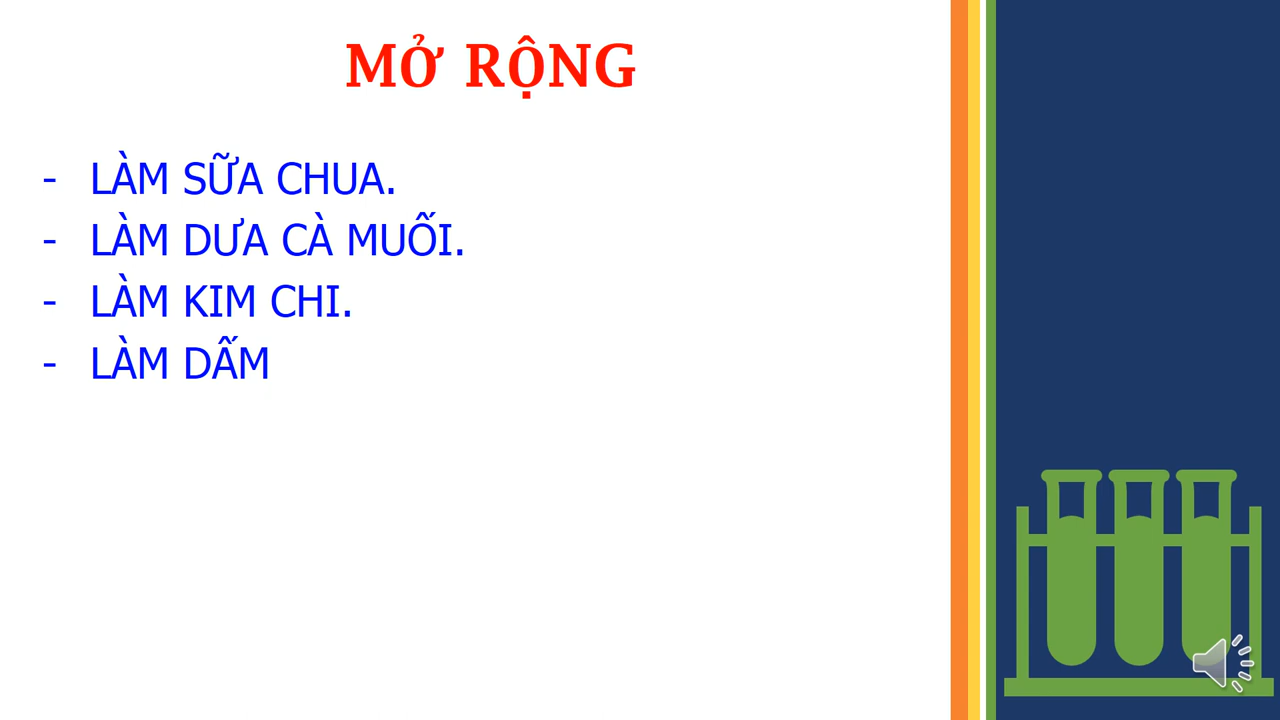 MỞ RỘNG
- LÀM SỮA CHUA.
- LÀM DƯA CÀ MUỐI.
- LÀM KIM CHI.
- LÀM DẤM